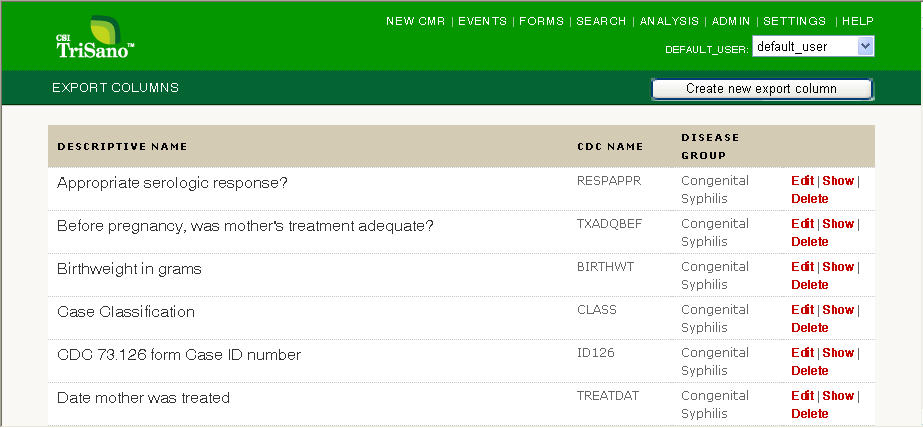 CSI
TriSano™
NEW CMR | EVENTS | FORMS | SEARCH | ANALYSIS | ADMIN | SETTINGS | HELP
DEFAULT_USER: default_user
EXPORT COLUMNS
Create new export column
DESCRIPTIVE NAME CDC NAME DISEASE
GROUP
Appropriate serologic response? RESPAPPR Congenital Edit | Show |
Syphilis Delete
Before pregnancy, was mother's treatment adequate? TXADQBEF Congenital Edit | Show |
Syphilis Delete
Birthweight in grams BIRTHWT Congenital Edit | Show |
Syphilis Delete
Case Classification CLASS Congenital Edit | Show |
Syphilis Delete
CDC 73.126 form Case ID number ID126 Congenital Edit | Show |
Syphilis Delete
Date mother was treated TREATDAT Congenital Edit | Show |
Syphilis Delete